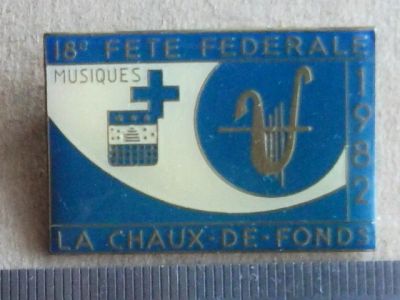 18e FETE FEDERALE
MUSIQUES
1982
LA-CHAUX-DE-FONDS